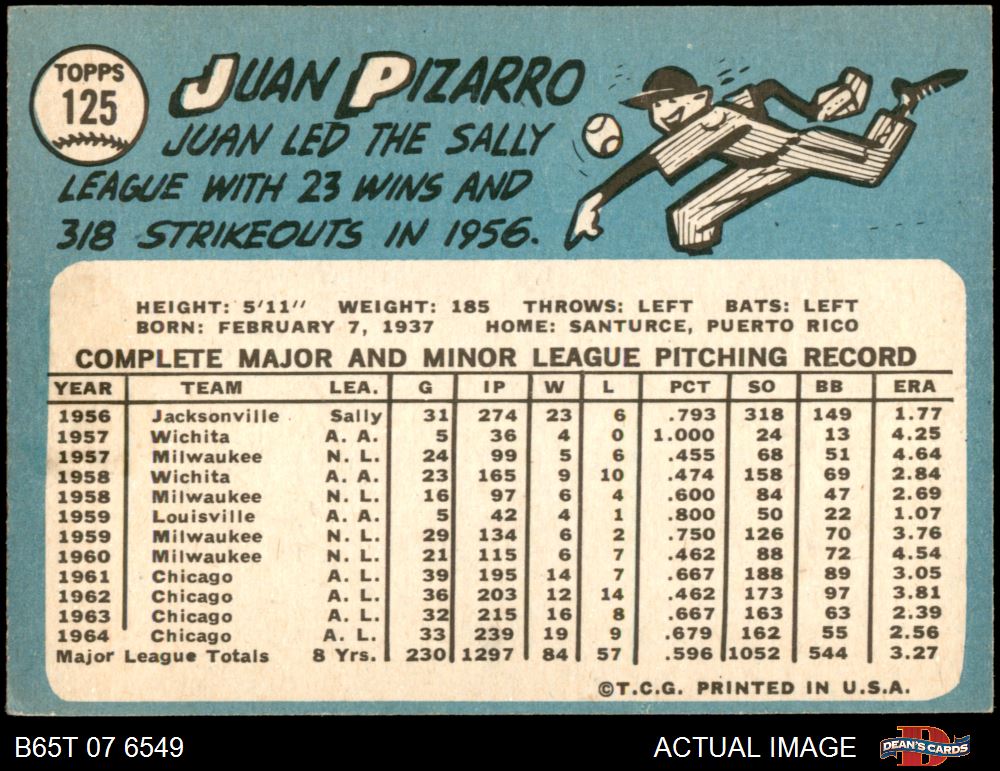 TOPPS
125
JUAN PIZARRO
JUAN LED THE SALLY
LEAGUE WITH 23 WINS AND
318 STRIKEOUTS IN 1956.
HEIGHT: 5'11" WEIGHT: 185 THROWS: LEFT BATS: LEFT
BORN: FEBRUARY 7, 1937 HOME: SANTURCE, PUERTO RICO
COMPLETE MAJOR AND MINOR LEAGUE PITCHING RECORD
YEAR TEAM LEA. G IP W L PCT SO BB ERA
1956 Jacksonville Sally 31 274 23 6 .793 318 149 1.77
1957 Wichita A. A. 5 36 4 0 1.000 24 13 4.25
1957 Milwaukee N. L. 24 99 5 6 .455 68 51 4.64
1958 Wichita A. A. 23 165 9 10 .474 158 69 2.84
1958 Milwaukee N. L. 16 97 6 4 .600 84 47 2.69
1959 Louisville A. A. 5 42 4 1 .800 50 22 1.07
1959 Milwaukee N. L. 29 134 6 2 .750 126 70 3.76
1960 Milwaukee N. L. 21 115 6 7 .462 88 72 4.54
1961 Chicago A. L. 39 195 14 7 .667 188 89 3.05
1962 Chicago A. L. 36 203 12 14 .462 173 97 3.81
1963 Chicago A. L. 32 215 16 8 .667 163 63 2.39
1964 Chicago A. L. 33 239 19 9 .679 162 55 2.56
Major League Totals 8 Yrs. 230 1297 84 57 .596 1052 544 3.27
©T.C.G. PRINTED IN U.S.A.
B65T 07 6549 ACTUAL IMAGE DEAN'S CARDS